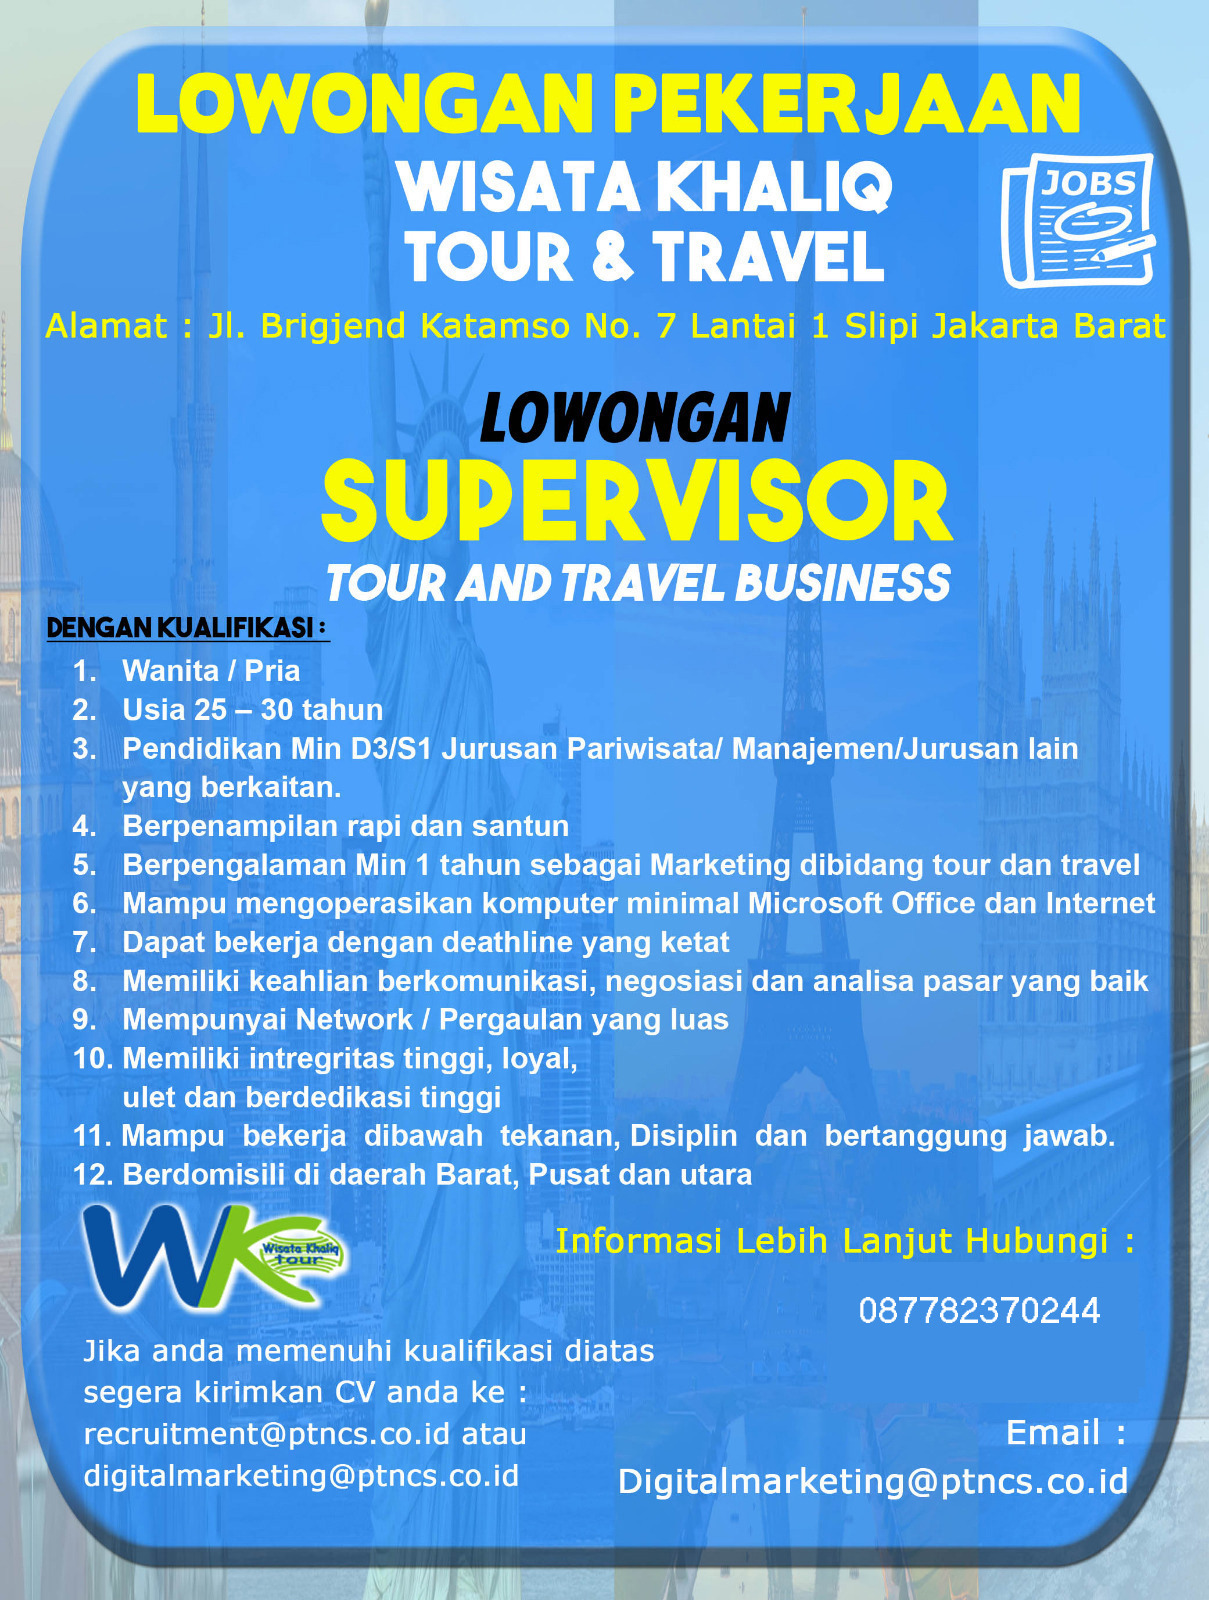 LOWONGAN PEKERJAAN
WISATA KHALIQ
TOUR & TRAVEL
JOBS
Alamat : Jl. Brigjend Katamso No. 7 Lantai 1 Slipi Jakarta Barat
LOWONGAN
SUPERVISOR
TOUR AND TRAVEL BUSINESS
DENGAN KUALIFIKASI :
1. Wanita / Pria
2. Usia 25 – 30 tahun
3. Pendidikan Min D3/S1 Jurusan Pariwisata/ Manajemen/Jurusan lain
yang berkaitan.
4. Berpenampilan rapi dan santun
5. Berpengalaman Min 1 tahun sebagai Marketing dibidang tour dan travel
6. Mampu mengoperasikan komputer minimal Microsoft Office dan Internet
7. Dapat bekerja dengan deathline yang ketat
8. Memiliki keahlian berkomunikasi, negosiasi dan analisa pasar yang baik
9. Mempunyai Network / Pergaulan yang luas
10. Memiliki intregritas tinggi, loyal,
ulet dan berdedikasi tinggi
11. Mampu bekerja dibawah tekanan, Disiplin dan bertanggung jawab.
12. Berdomisili di daerah Barat, Pusat dan utara
WK
Wisata Khaliq
tour
Informasi Lebih Lanjut Hubungi :
087782370244
Jika anda memenuhi kualifikasi diatas
segera kirimkan CV anda ke :
recruitment@ptncs.co.id atau
digitalmarketing@ptncs.co.id
Email :
Digitalmarketing@ptncs.co.id